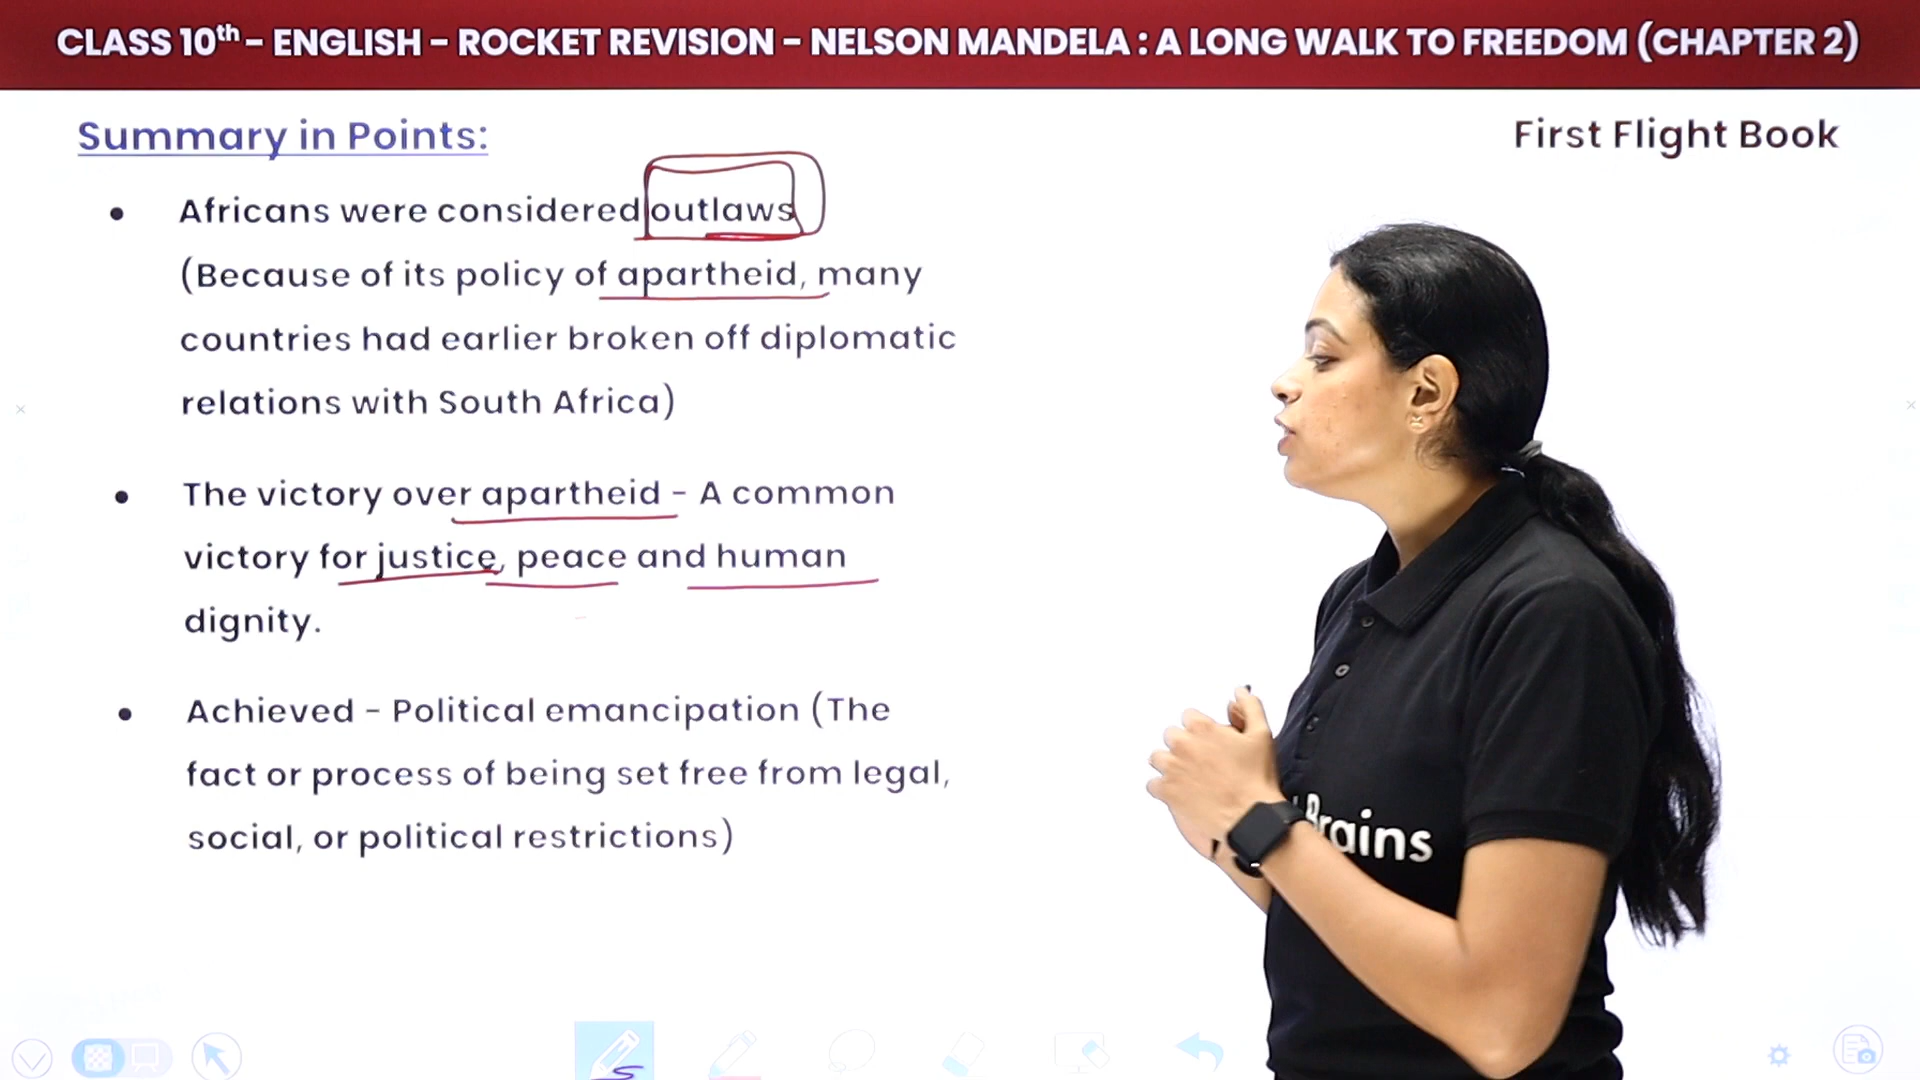 CLASS 10th - ENGLISH - ROCKET REVISION - NELSON MANDELA : A LONG WALK TO FREEDOM (CHAPTER 2)
Summary in Points:
First Flight Book
• Africans were considered outlaws
(Because of its policy of apartheid, many
countries had earlier broken off diplomatic
relations with South Africa)
• The victory over apartheid - A common
victory for justice, peace and human
dignity.
• Achieved - Political emancipation (The
fact or process of being set free from legal,
social, or political restrictions)
Brains